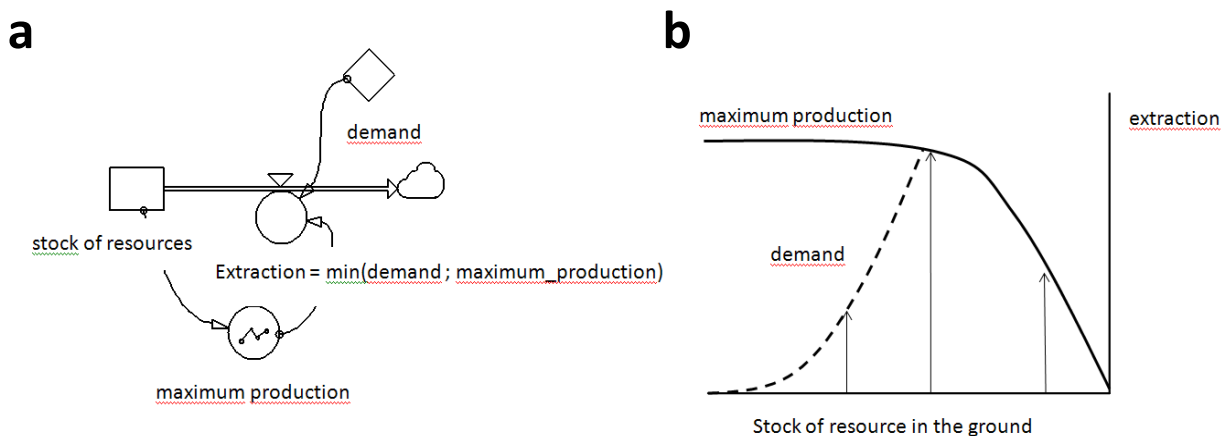 a
demand
stock of resources
Extraction = min(demand ; maximum_production)
maximum production
b
maximum production
extraction
demand
Stock of resource in the ground